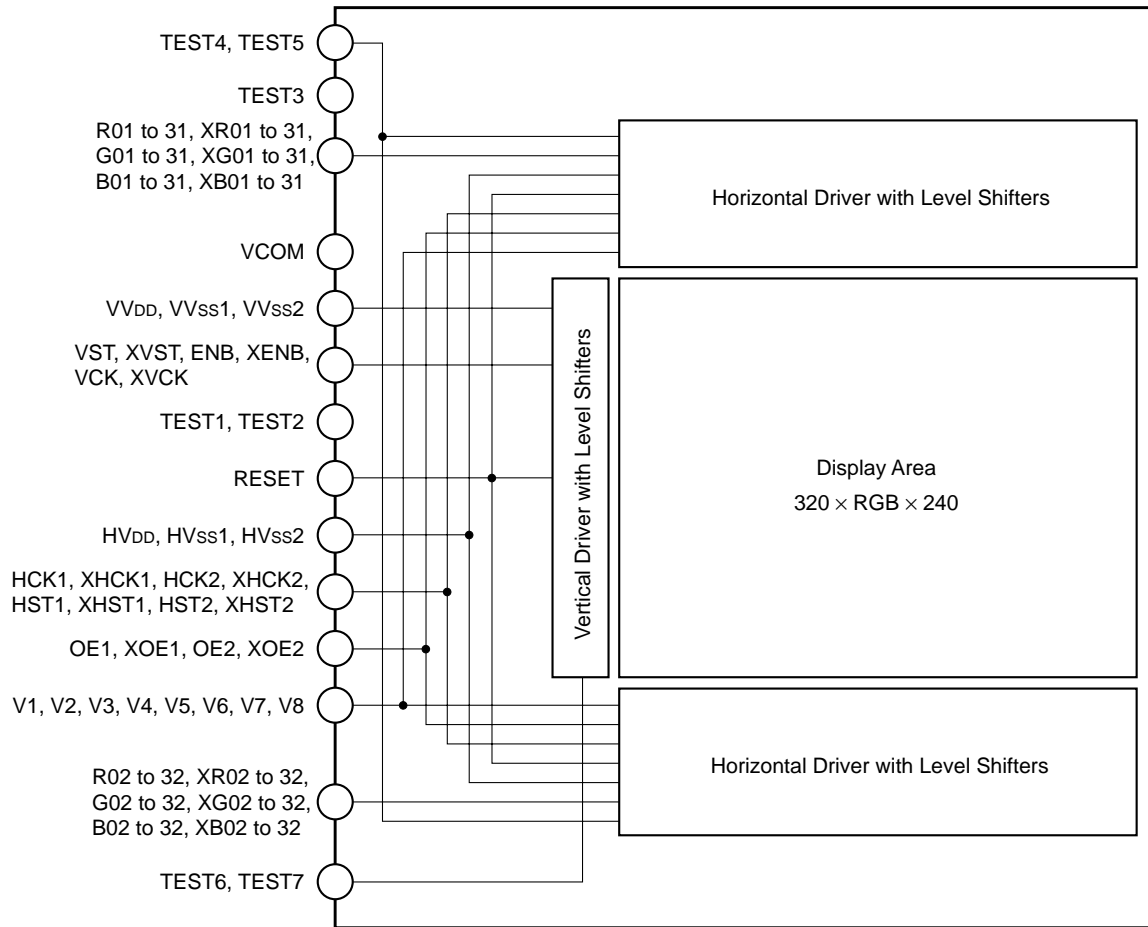 TEST4, TEST5
TEST3
R01 to 31, XR01 to 31,
G01 to 31, XG01 to 31,
B01 to 31, XB01 to 31
Horizontal Driver with Level Shifters
VCOM
VVDD, VVSS1, VVSS2
VST, XVST, ENB, XENB,
VCK, XVCK
TEST1, TEST2
RESET
HVDD, HVSS1, HVSS2
HCK1, XHCK1, HCK2, XHCK2,
HST1, XHST1, HST2, XHST2
OE1, XOE1, OE2, XOE2
V1, V2, V3, V4, V5, V6, V7, V8
Vertical Driver with Level Shifters
Display Area
320 × RGB × 240
Horizontal Driver with Level Shifters
R02 to 32, XR02 to 32,
G02 to 32, XG02 to 32,
B02 to 32, XB02 to 32
TEST6, TEST7